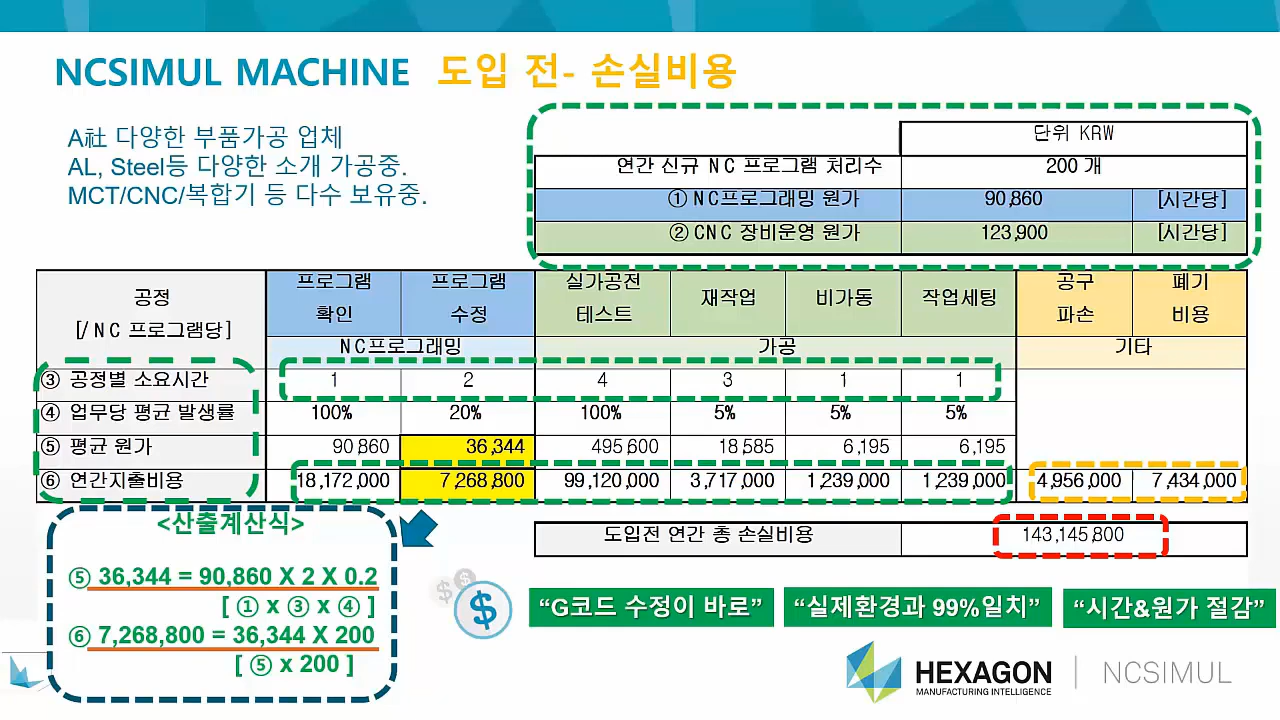 NCSIMUL MACHINE 도입 전- 손실비용
A社 다양한 부품가공 업체
AL, Steel등 다양한 소개 가공중.
MCT/CNC/복합기 등 다수 보유중.
단위 KRW
연간 신규 NC 프로그램 처리수 200 개
① NC프로그래밍 원가 90,860 [시간당]
② CNC 장비운영 원가 123,900 [시간당]
공정 [/ NC 프로그램당] 프로그램 확인 프로그램 수정 실가공전 테스트 재작업 비가동 작업세팅 공구 파손 폐기 비용
NC프로그래밍 가공 기타
③ 공정별 소요시간 1 2 4 3 1 1
④ 업무당 평균 발생률 100% 20% 100% 5% 5% 5%
⑤ 평균 원가 90,860 36,344 495,600 18,585 6,195 6,195
⑥ 연간지출비용 18,172,000 7,268,800 99,120,000 3,717,000 1,239,000 1,239,000 4,956,000 7,434,000
도입전 연간 총 손실비용 143,145,800
<산출계산식>
⑤ 36,344 = 90,860 X 2 X 0.2
[ ① x ③ x ④ ]
⑥ 7,268,800 = 36,344 X 200
[ ⑤ x 200 ]
“G코드 수정이 바로” “실제환경과 99%일치” “시간&원가 절감”
HEXAGON
MANUFACTURING INTELLIGENCE
NCSIMUL